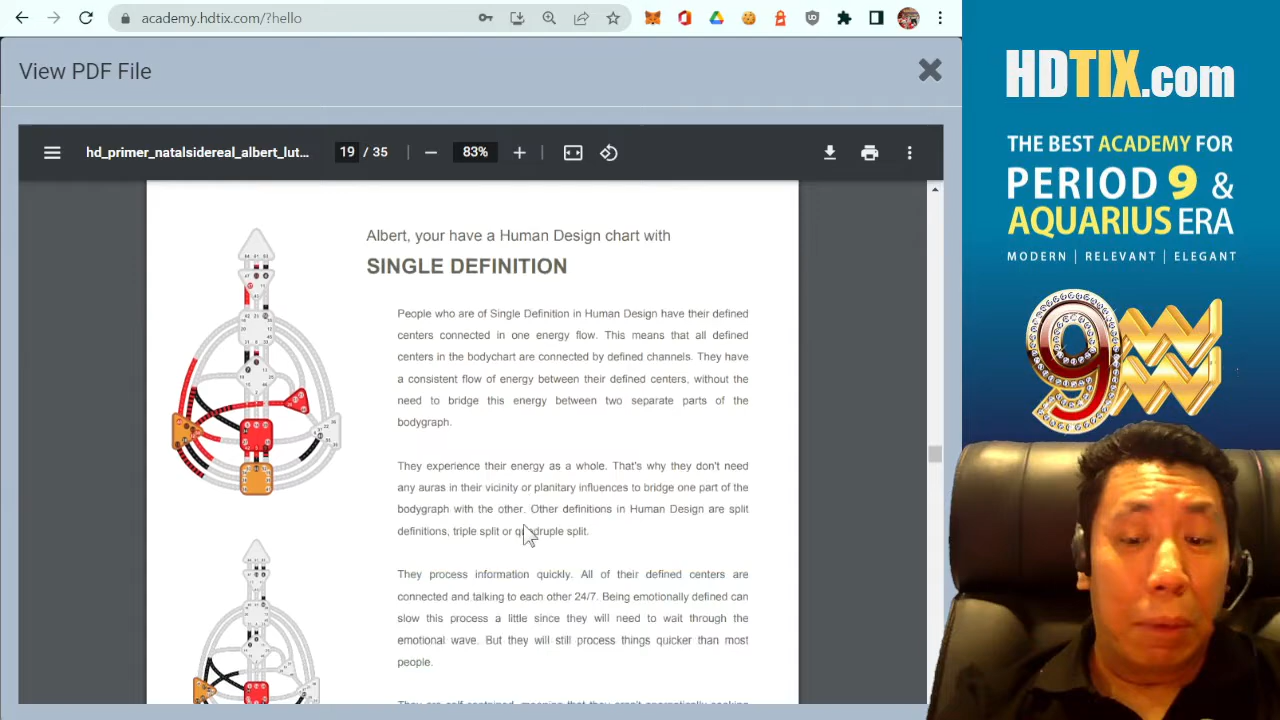 academy.hdtix.com/?hello
View PDF File
hd_primer_natalsidereal_albert_lut...
19 / 35
83%
Albert, your have a Human Design chart with
SINGLE DEFINITION
People who are of Single Definition in Human Design have their defined
centers connected in one energy flow. This means that all defined
centers in the bodychart are connected by defined channels. They have
a consistent flow of energy between their defined centers, without the
need to bridge this energy between two separate parts of the
bodygraph.
They experience their energy as a whole. That's why they don't need
any auras in their vicinity or planitary influences to bridge one part of the
bodygraph with the other. Other definitions in Human Design are split
definitions, triple split or quadruple split.
They process information quickly. All of their defined centers are
connected and talking to each other 24/7. Being emotionally defined can
slow this process a little since they will need to wait through the
emotional wave. But they will still process things quicker than most
people.
HDTIX.com
THE BEST ACADEMY FOR
PERIOD 9 &
AQUARIUS ERA
MODERN | RELEVANT | ELEGANT
9